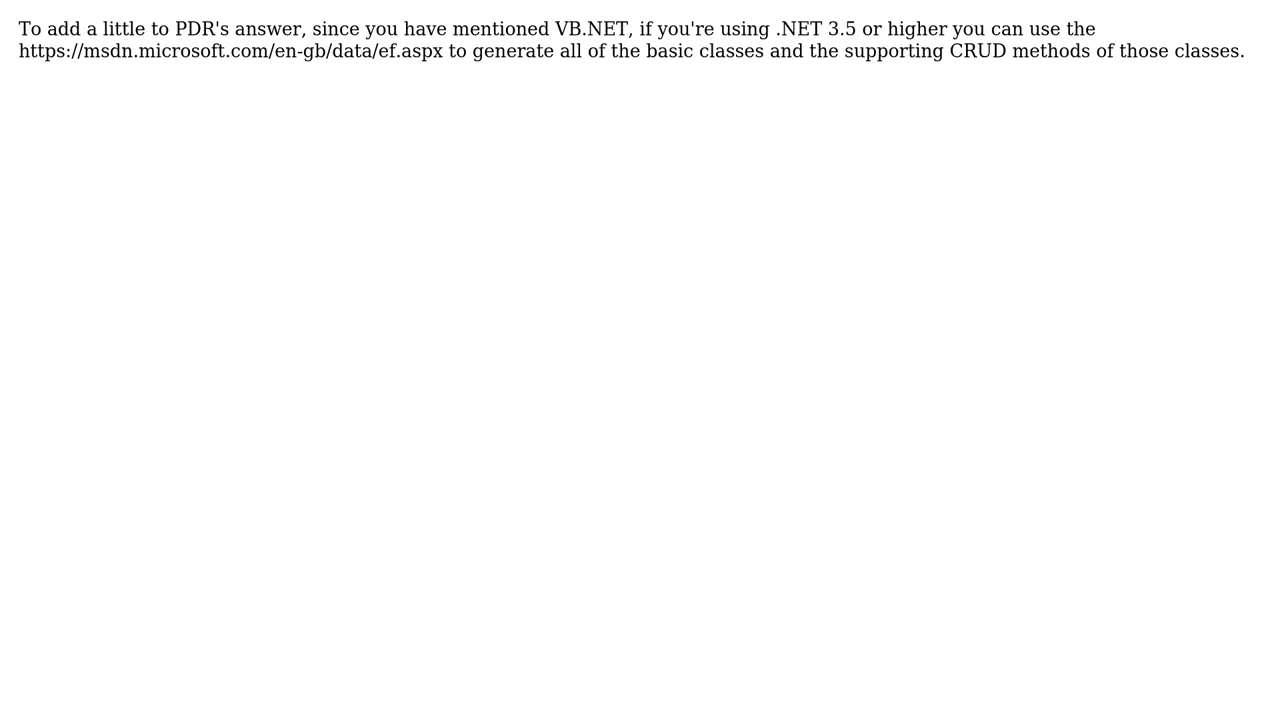 To add a little to PDR's answer, since you have mentioned VB.NET, if you're using .NET 3.5 or higher you can use the
https://msdn.microsoft.com/en-gb/data/ef.aspx to generate all of the basic classes and the supporting CRUD methods of those classes.